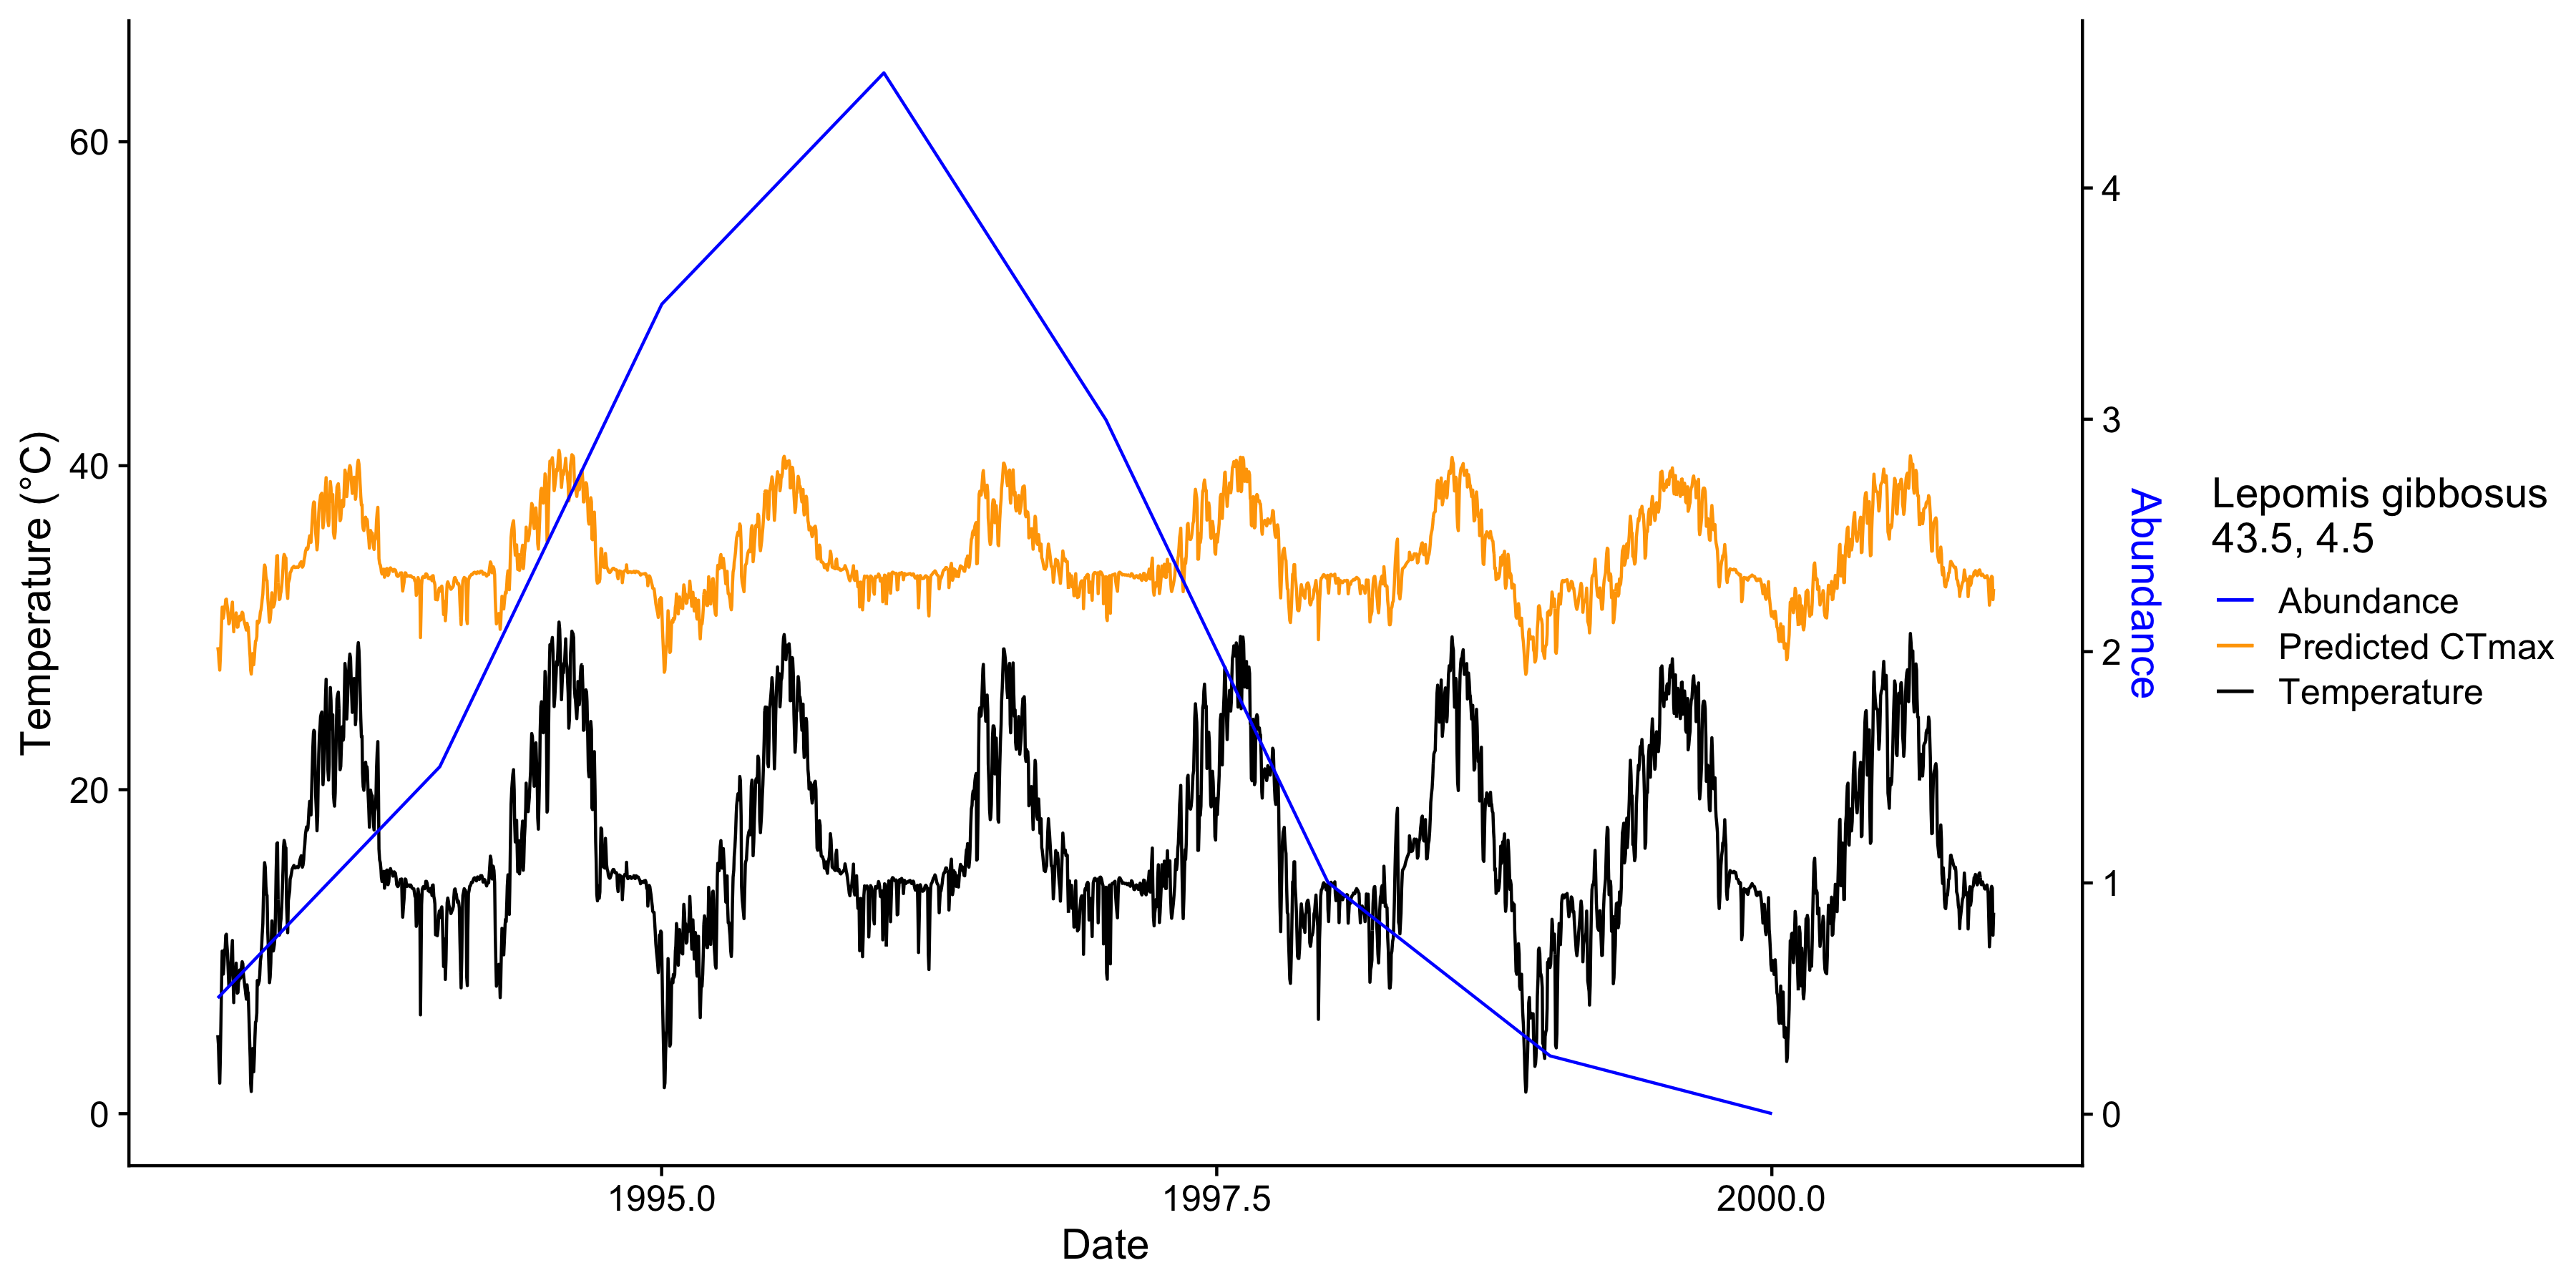 Temperature (°C)
60
40
20
0
1995.0
1997.5
2000.0
Date
4
3
2
1
0
Abundance
Lepomis gibbosus
43.5, 4.5
Abundance
Predicted CTmax
Temperature